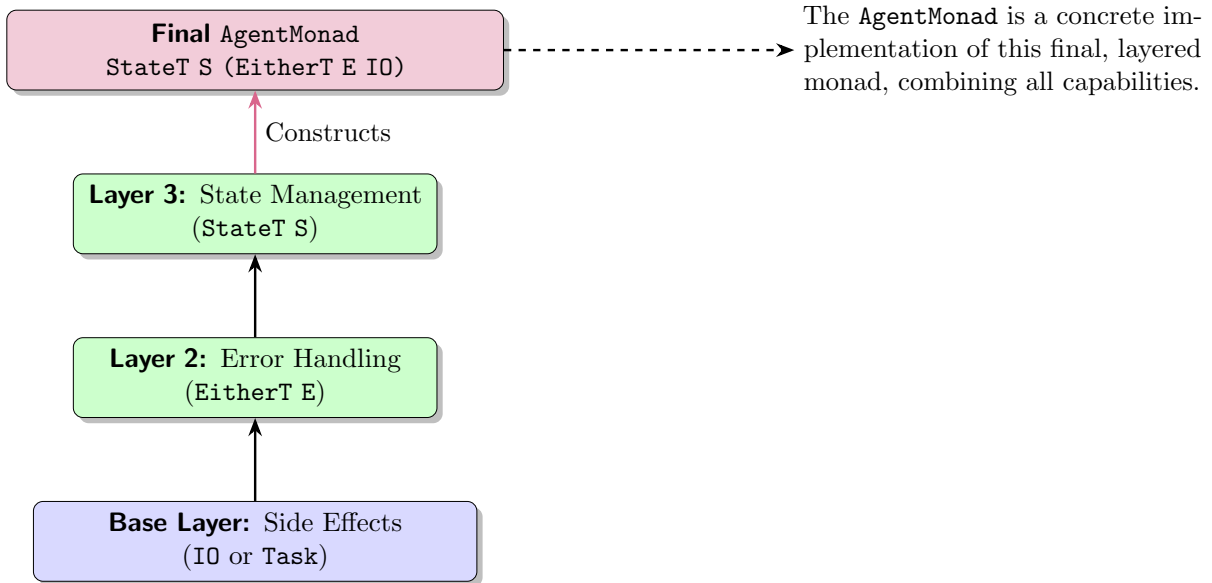 Final AgentMonad
StateT S (EitherT E IO)
The AgentMonad is a concrete im-
plementation of this final, layered
monad, combining all capabilities.
Constructs
Layer 3: State Management
(StateT S)
Layer 2: Error Handling
(EitherT E)
Base Layer: Side Effects
(IO or Task)